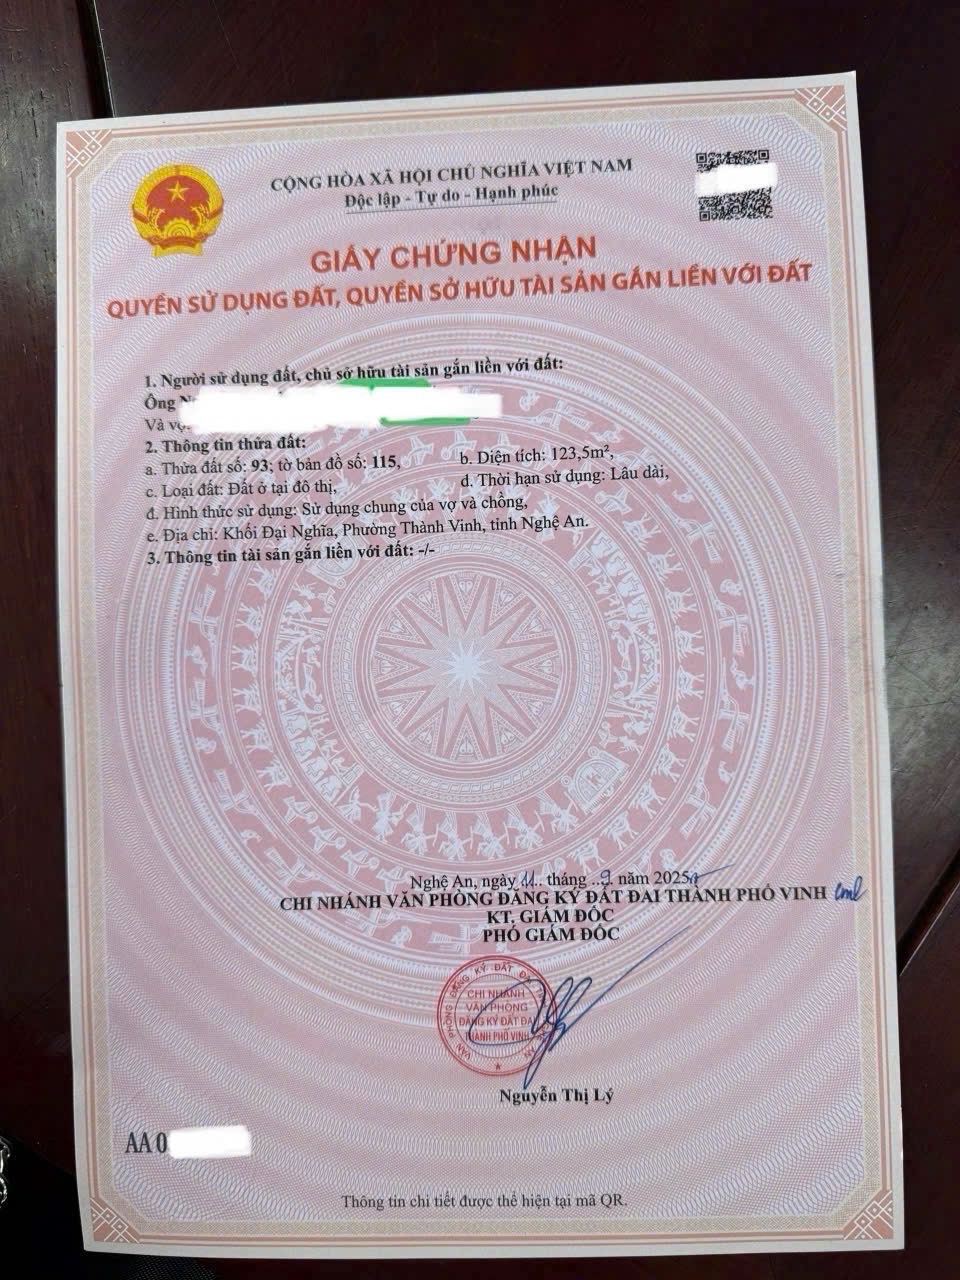 CỘNG HÒA XÃ HỘI CHỦ NGHĨA VIỆT NAM
Độc lập - Tự do - Hạnh phúc
GIẤY CHỨNG NHẬN
QUYỀN SỬ DỤNG ĐẤT, QUYỀN SỞ HỮU TÀI SẢN GẮN LIỀN VỚI ĐẤT
1. Người sử dụng đất, chủ sở hữu tài sản gắn liền với đất:
Ông
Và vợ:
2. Thông tin thửa đất:
a. Thửa đất số: 93; tờ bản đồ số: 115, b. Diện tích: 123,5m²,
c. Loại đất: Đất ở tại đô thị, d. Thời hạn sử dụng: Lâu dài,
đ. Hình thức sử dụng: Sử dụng chung của vợ và chồng,
e. Địa chỉ: Khối Đại Nghĩa, Phường Thành Vinh, tỉnh Nghệ An.
3. Thông tin tài sản gắn liền với đất: -/-
Nghệ An, ngày 11.. tháng ..9. năm 2025
CHI NHÁNH VĂN PHÒNG ĐĂNG KÝ ĐẤT ĐAI THÀNH PHỐ VINH
KT. GIÁM ĐỐC
PHÓ GIÁM ĐỐC
VĂN PHÒNG ĐĂNG KÝ ĐẤT
CHI NHÁNH
VĂN PHÒNG
ĐĂNG KÝ ĐẤT ĐAI
THÀNH PHỐ VINH
Nguyễn Thị Lý
AA 0
Thông tin chi tiết được thể hiện tại mã QR.